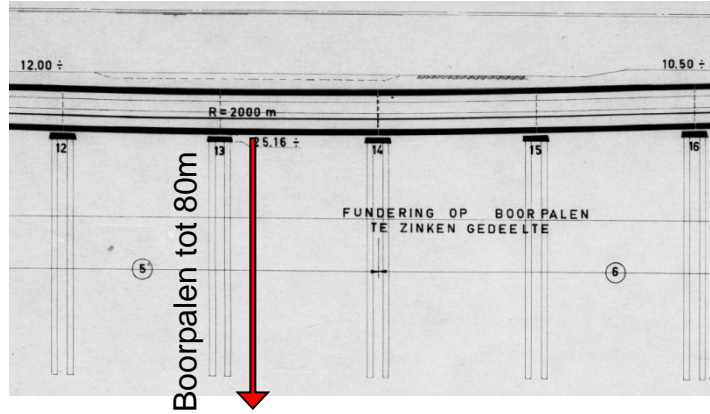 12.00 ÷
10.50 ÷
R = 2000 m
12
13
25.16 ÷
14
15
16
FUNDERING OP BOORPALEN
TE ZINKEN GEDEELTE
5
6
Boorpalen tot 80m